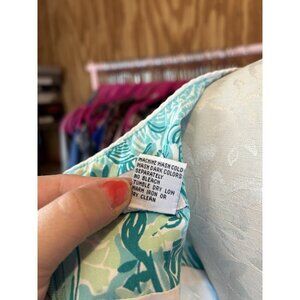 MACHINE WASH COLD
WASH DARK COLORS
SEPARATELY
NO BLEACH
TUMBLE DRY LOW
WARM IRON OR
DRY CLEAN